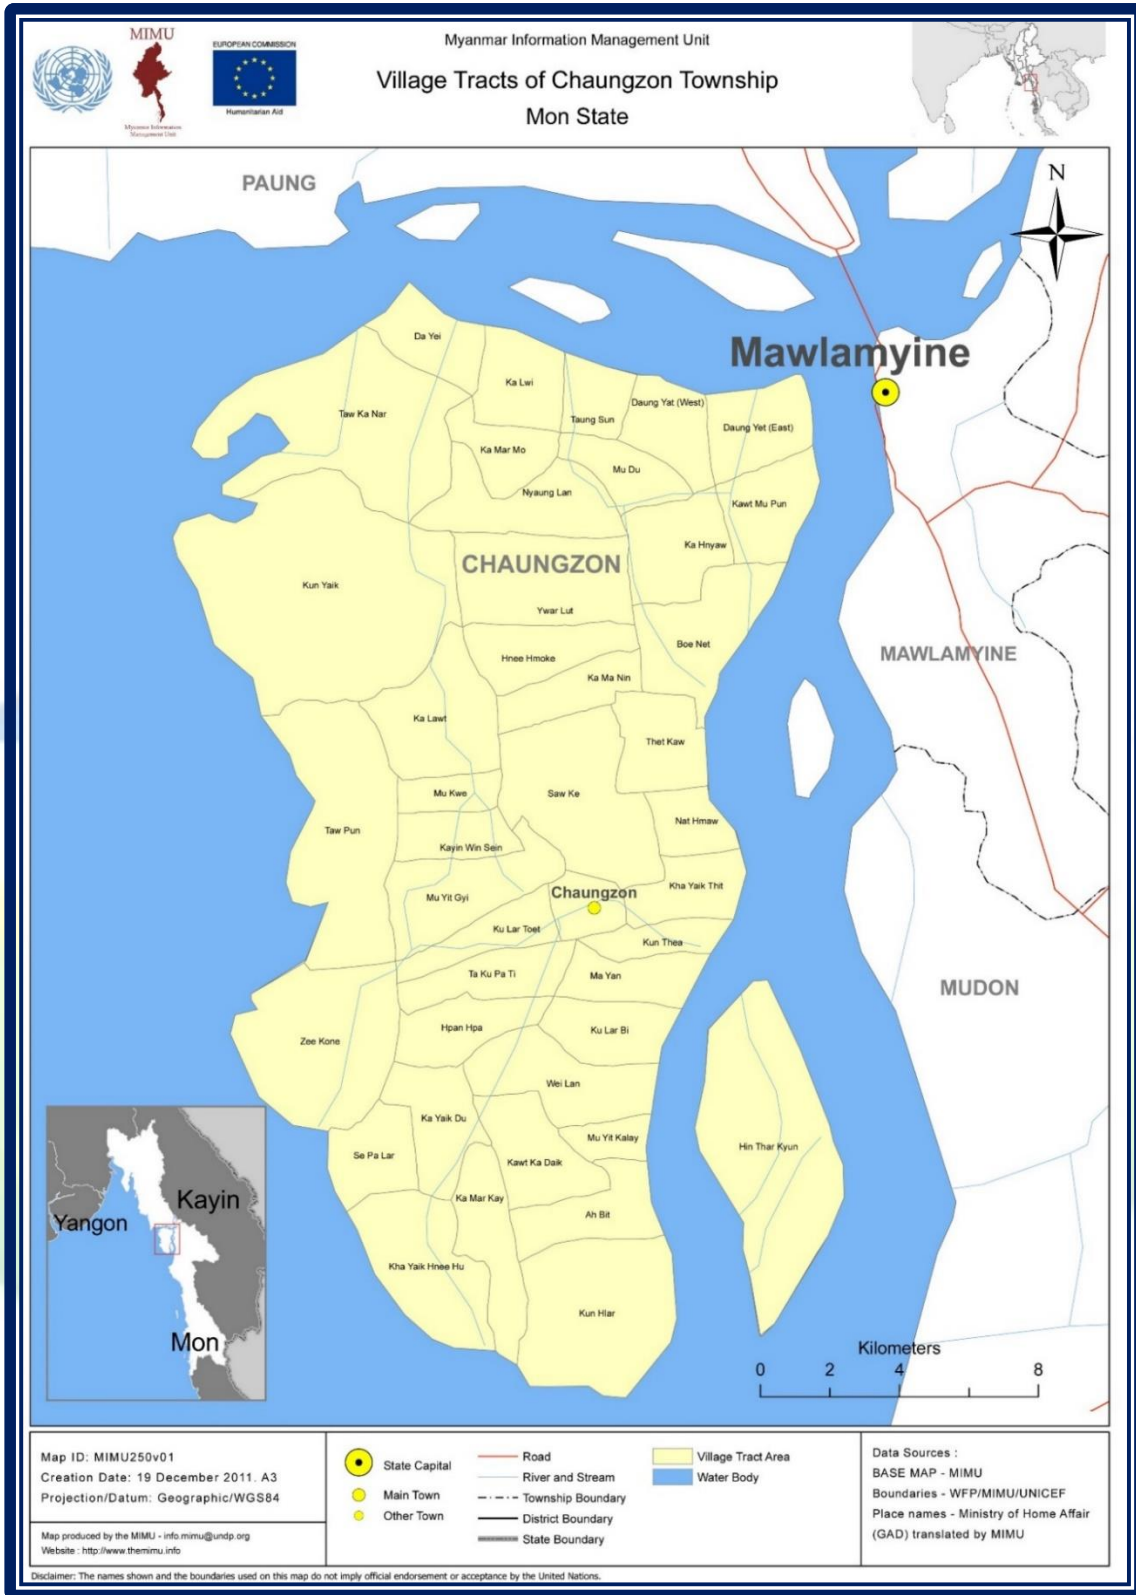 MIMU
Myanmar Information
Management Unit
EUROPEAN COMMISSION
Humanitarian Aid
Myanmar Information Management Unit
Village Tracts of Chaungzon Township
Mon State
PAUNG
N
Mawlamyine
Da Yei
Ka Lwi
Taw Ka Nar
Taung Sun
Daung Yat (West)
Daung Yet (East)
Ka Mar Mo
Mu Du
Nyaung Lan
Kawt Mu Pun
Ka Hnyaw
CHAUNGZON
Kun Yaik
Ywar Lut
Boe Net
MAWLAMYINE
Hnee Hmoke
Ka Ma Nin
Ka Lawt
Thet Kaw
Mu Kwe
Saw Ke
Taw Pun
Nat Hmaw
Kayin Win Sein
Kha Yaik Thit
Mu Yit Gyi
Chaungzon
Ku Lar Toet
Kun Thea
Ta Ku Pa Ti
Ma Yan
MUDON
Hpan Hpa
Ku Lar Bi
Zee Kone
Wei Lan
Ka Yaik Du
Mu Yit Kalay
Hin Thar Kyun
Se Pa Lar
Kawt Ka Daik
Ka Mar Kay
Ah Bit
Kha Yaik Hnee Hu
Kun Hlar
Kayin
Yangon
Mon
Kilometers
0 2 4 8
Map ID: MIMU250v01
Creation Date: 19 December 2011. A3
Projection/Datum: Geographic/WGS84
Map produced by the MIMU - info.mimu@undp.org
Website : http://www.themimu.info
State Capital
Main Town
Other Town
Road
River and Stream
Township Boundary
District Boundary
State Boundary
Village Tract Area
Water Body
Data Sources :
BASE MAP - MIMU
Boundaries - WFP/MIMU/UNICEF
Place names - Ministry of Home Affair
(GAD) translated by MIMU
Disclaimer: The names shown and the boundaries used on this map do not imply official endorsement or acceptance by the United Nations.